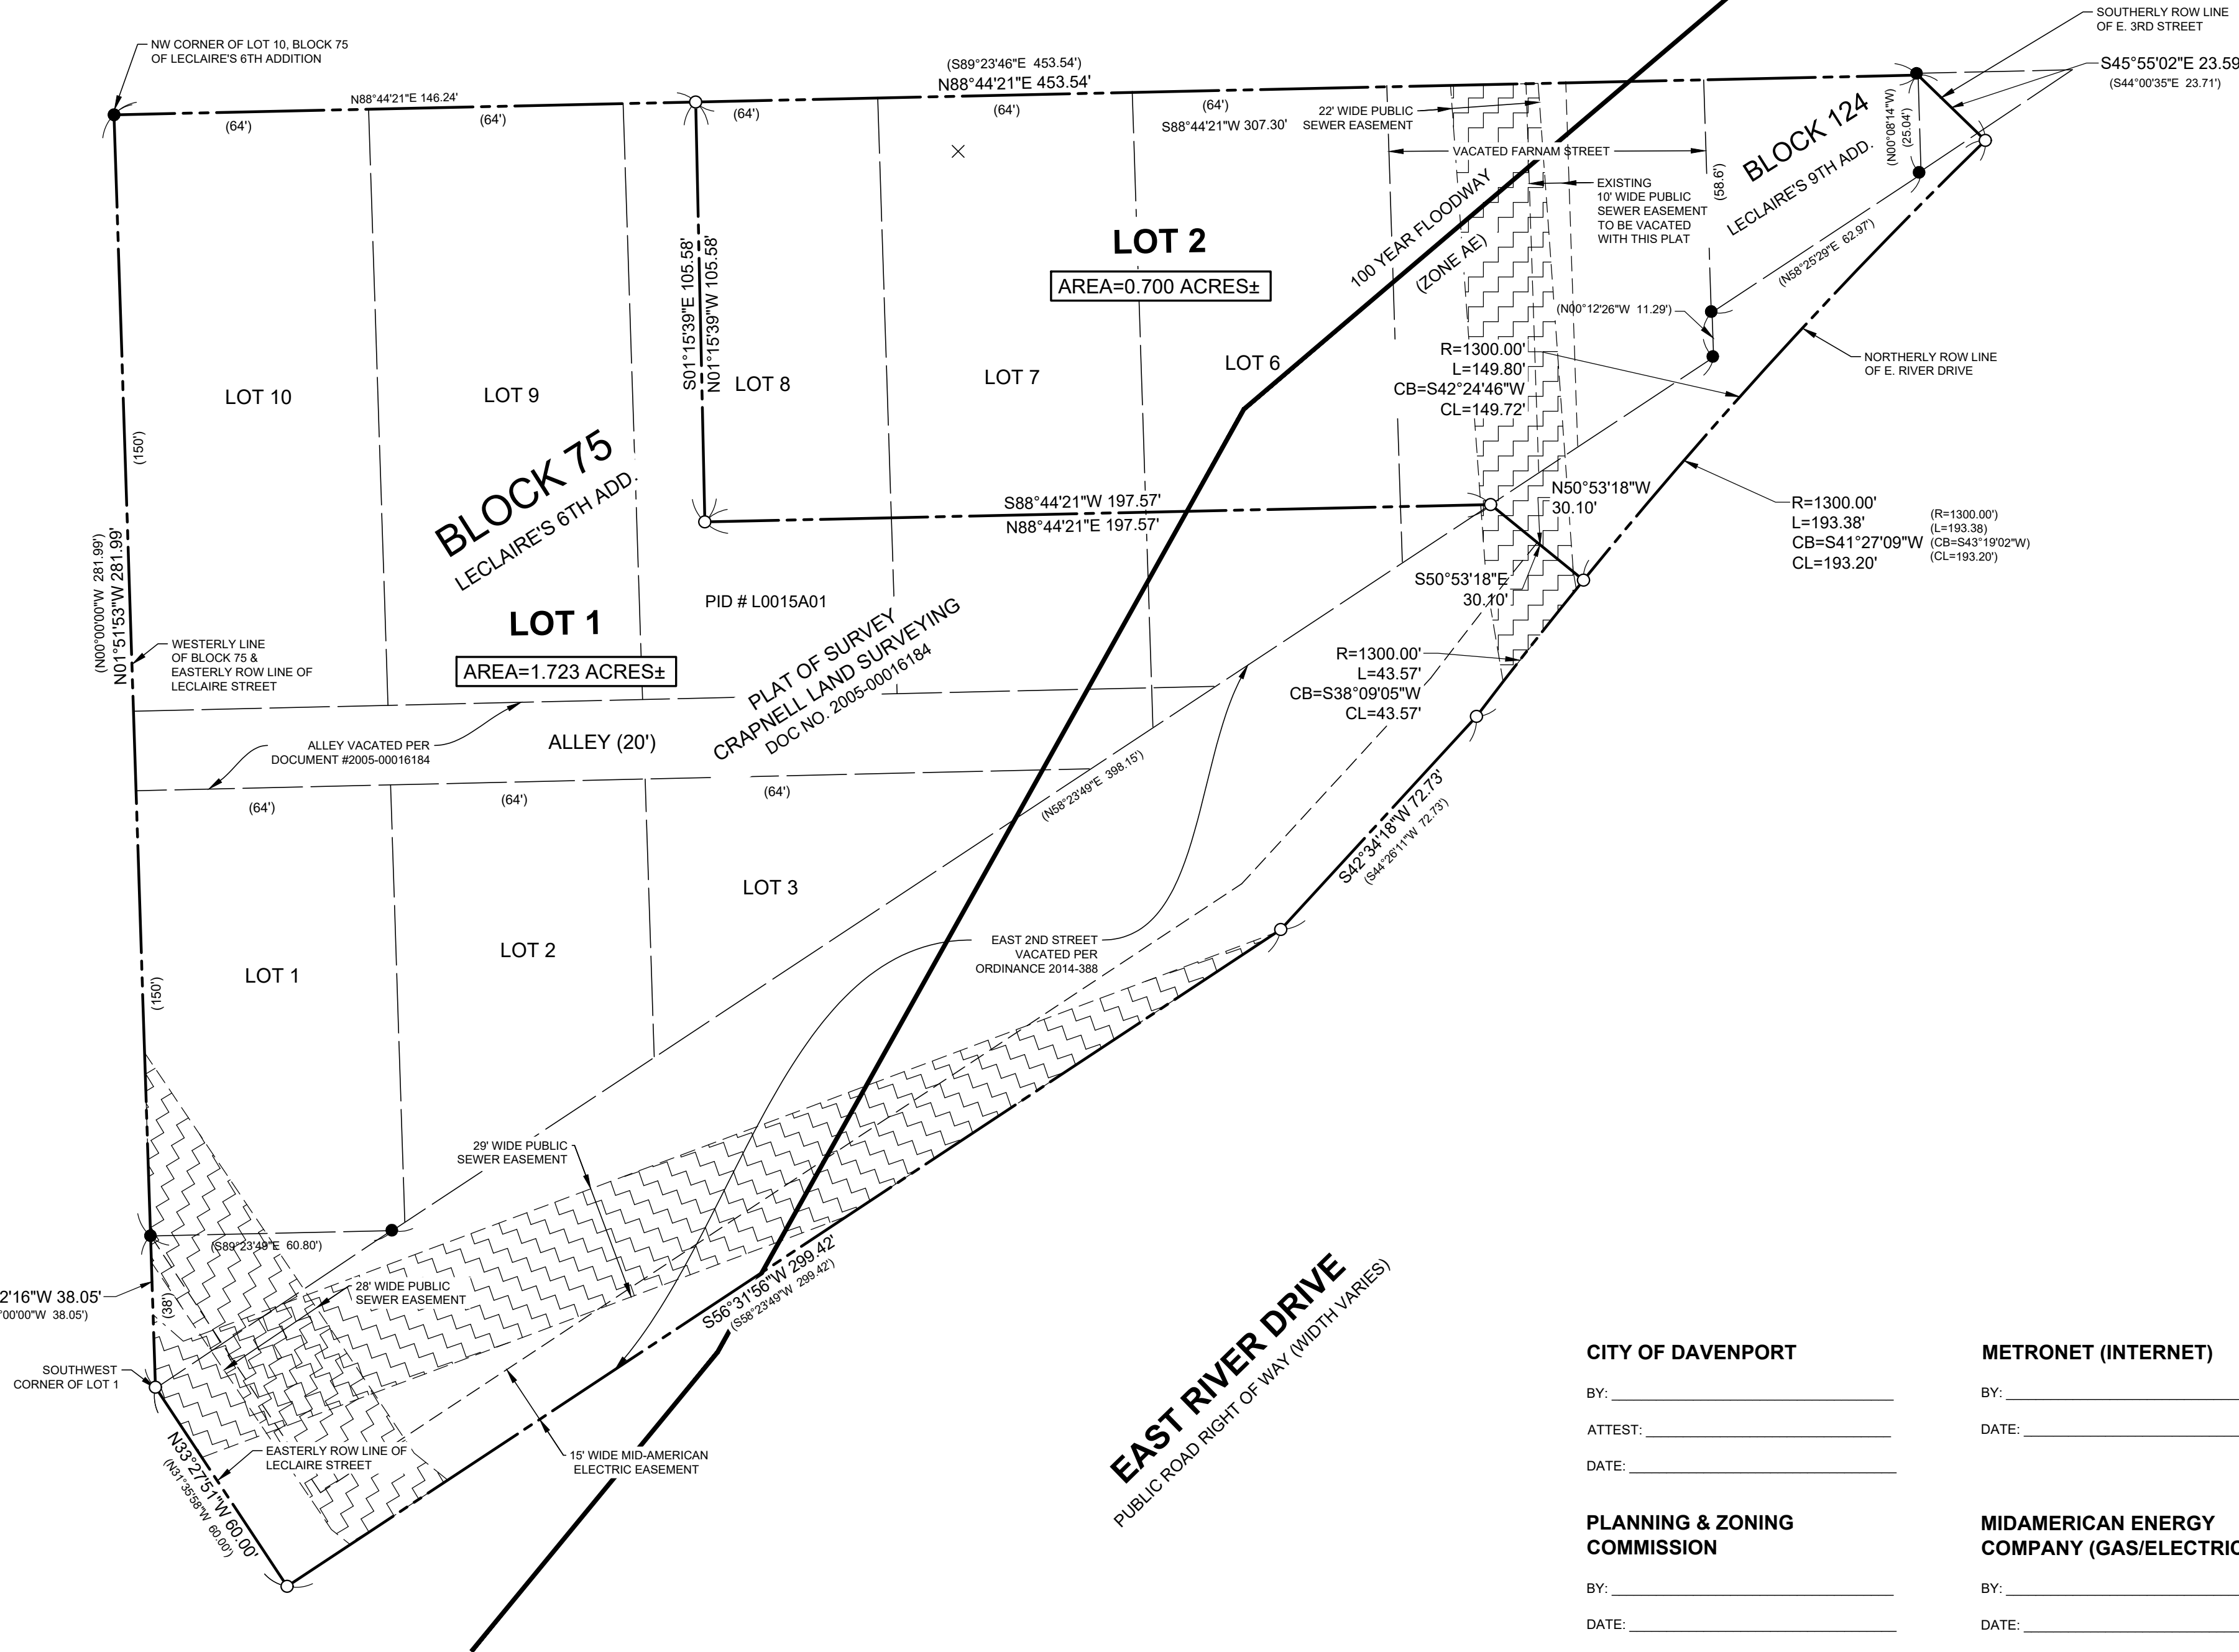 NW CORNER OF LOT 10, BLOCK 75
OF LECLAIRE'S 6TH ADDITION
N88°44'21"E 146.24'
(64')
(64')
(S89°23'46"E 453.54')
N88°44'21"E 453.54'
(64')
(64')
(64')
S88°44'21"W 307.30'
22' WIDE PUBLIC
SEWER EASEMENT
VACATED FARNAM STREET
EXISTING
10' WIDE PUBLIC
SEWER EASEMENT
TO BE VACATED
WITH THIS PLAT
(58.6')
BLOCK 124
LECLAIRE'S 9TH ADD.
(N00°08'14"W)
(25.04')
SOUTHERLY ROW LINE
OF E. 3RD STREET
S45°55'02"E 23.59
(S44°00'35"E 23.71')
(N58°25'29"E 62.97')
(N00°12'26"W 11.29')
NORTHERLY ROW LINE
OF E. RIVER DRIVE
100 YEAR FLOODWAY
(ZONE AE)
LOT 2
AREA=0.700 ACRES±
S01°15'39"E 105.58'
N01°15'39"W 105.58'
LOT 10
LOT 9
LOT 8
LOT 7
LOT 6
R=1300.00'
L=149.80'
CB=S42°24'46"W
CL=149.72'
(150')
BLOCK 75
LECLAIRE'S 6TH ADD.
S88°44'21"W 197.57'
N88°44'21"E 197.57'
N50°53'18"W
30.10'
S50°53'18"E
30.10'
R=1300.00'
L=193.38'
CB=S41°27'09"W
CL=193.20'
(R=1300.00')
(L=193.38)
(CB=S43°19'02"W)
(CL=193.20')
(N00°00'00"W 281.99')
N01°51'53"W 281.99'
WESTERLY LINE
OF BLOCK 75 &
EASTERLY ROW LINE OF
LECLAIRE STREET
LOT 1
AREA=1.723 ACRES±
PID # L0015A01
PLAT OF SURVEY
CRAPNELL LAND SURVEYING
DOC NO. 2005-00016184
R=1300.00'
L=43.57'
CB=S38°09'05"W
CL=43.57'
ALLEY VACATED PER
DOCUMENT #2005-00016184
ALLEY (20')
(64')
(64')
(64')
(N58°23'49"E 398.15')
S42°34'18"W 72.73'
(S44°26'11"W 72.73')
LOT 3
LOT 2
LOT 1
(150')
EAST 2ND STREET
VACATED PER
ORDINANCE 2014-388
29' WIDE PUBLIC
SEWER EASEMENT
(S89°23'49"E 60.80')
28' WIDE PUBLIC
SEWER EASEMENT
2'16"W 38.05'
°00'00"W 38.05')
(38')
SOUTHWEST
CORNER OF LOT 1
S56°31'56"W 299.42'
(S58°23'49"W 299.42')
EASTERLY ROW LINE OF
LECLAIRE STREET
N33°27'51"W 60.00'
(N31°35'58"W 60.00')
15' WIDE MID-AMERICAN
ELECTRIC EASEMENT
EAST RIVER DRIVE
PUBLIC ROAD RIGHT OF WAY (WIDTH VARIES)
CITY OF DAVENPORT
BY:
ATTEST:
DATE:
METRONET (INTERNET)
BY:
DATE:
PLANNING & ZONING
COMMISSION
BY:
DATE:
MIDAMERICAN ENERGY
COMPANY (GAS/ELECTRIC
BY:
DATE: